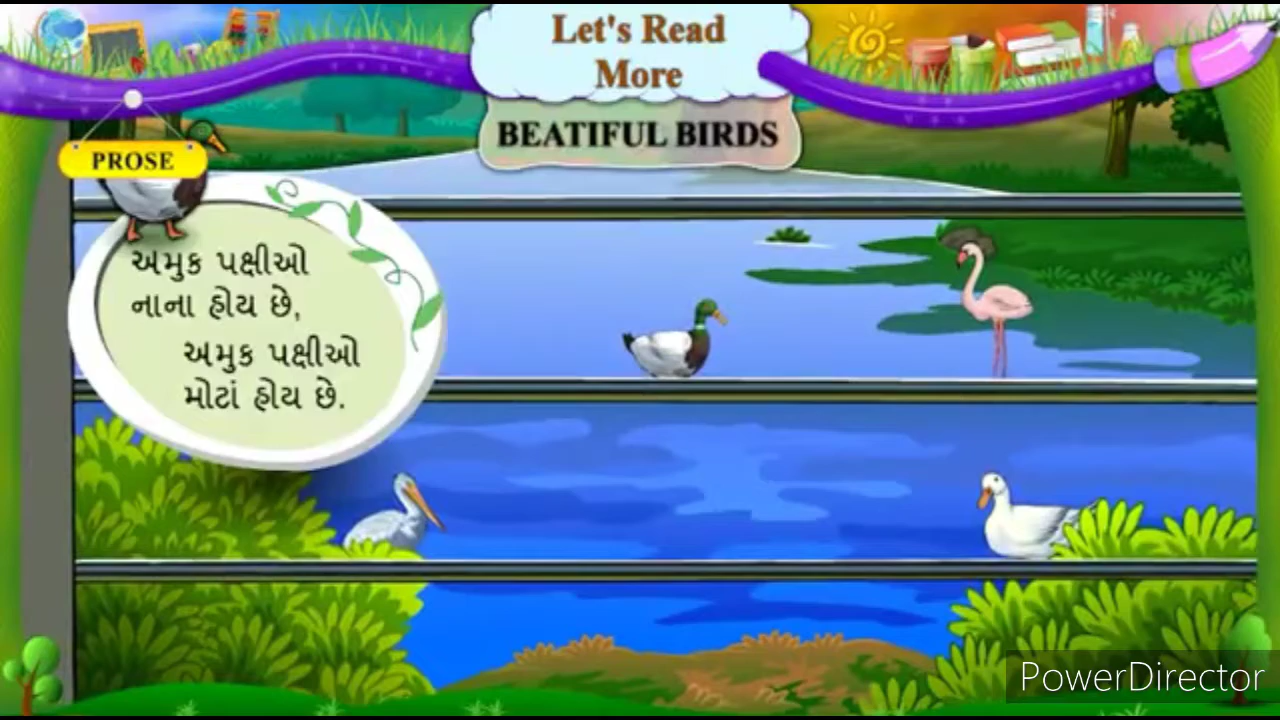 Let's Read
More
BEATIFUL BIRDS
PROSE
અમુક પક્ષીઓ
નાના હોય છે,
અમુક પક્ષીઓ
મોટાં હોય છે.
PowerDirector